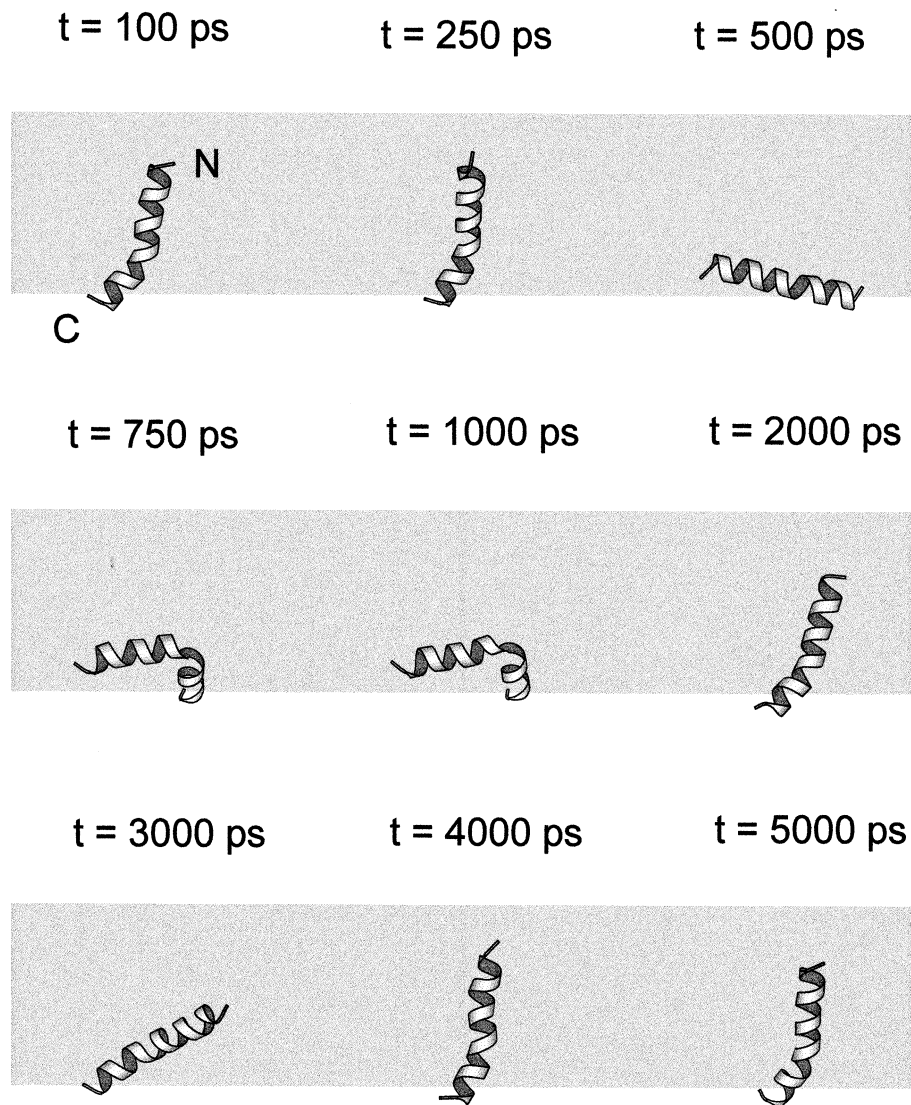 t = 100 ps
t = 250 ps
t = 500 ps
N
C
t = 750 ps
t = 1000 ps
t = 2000 ps
t = 3000 ps
t = 4000 ps
t = 5000 ps